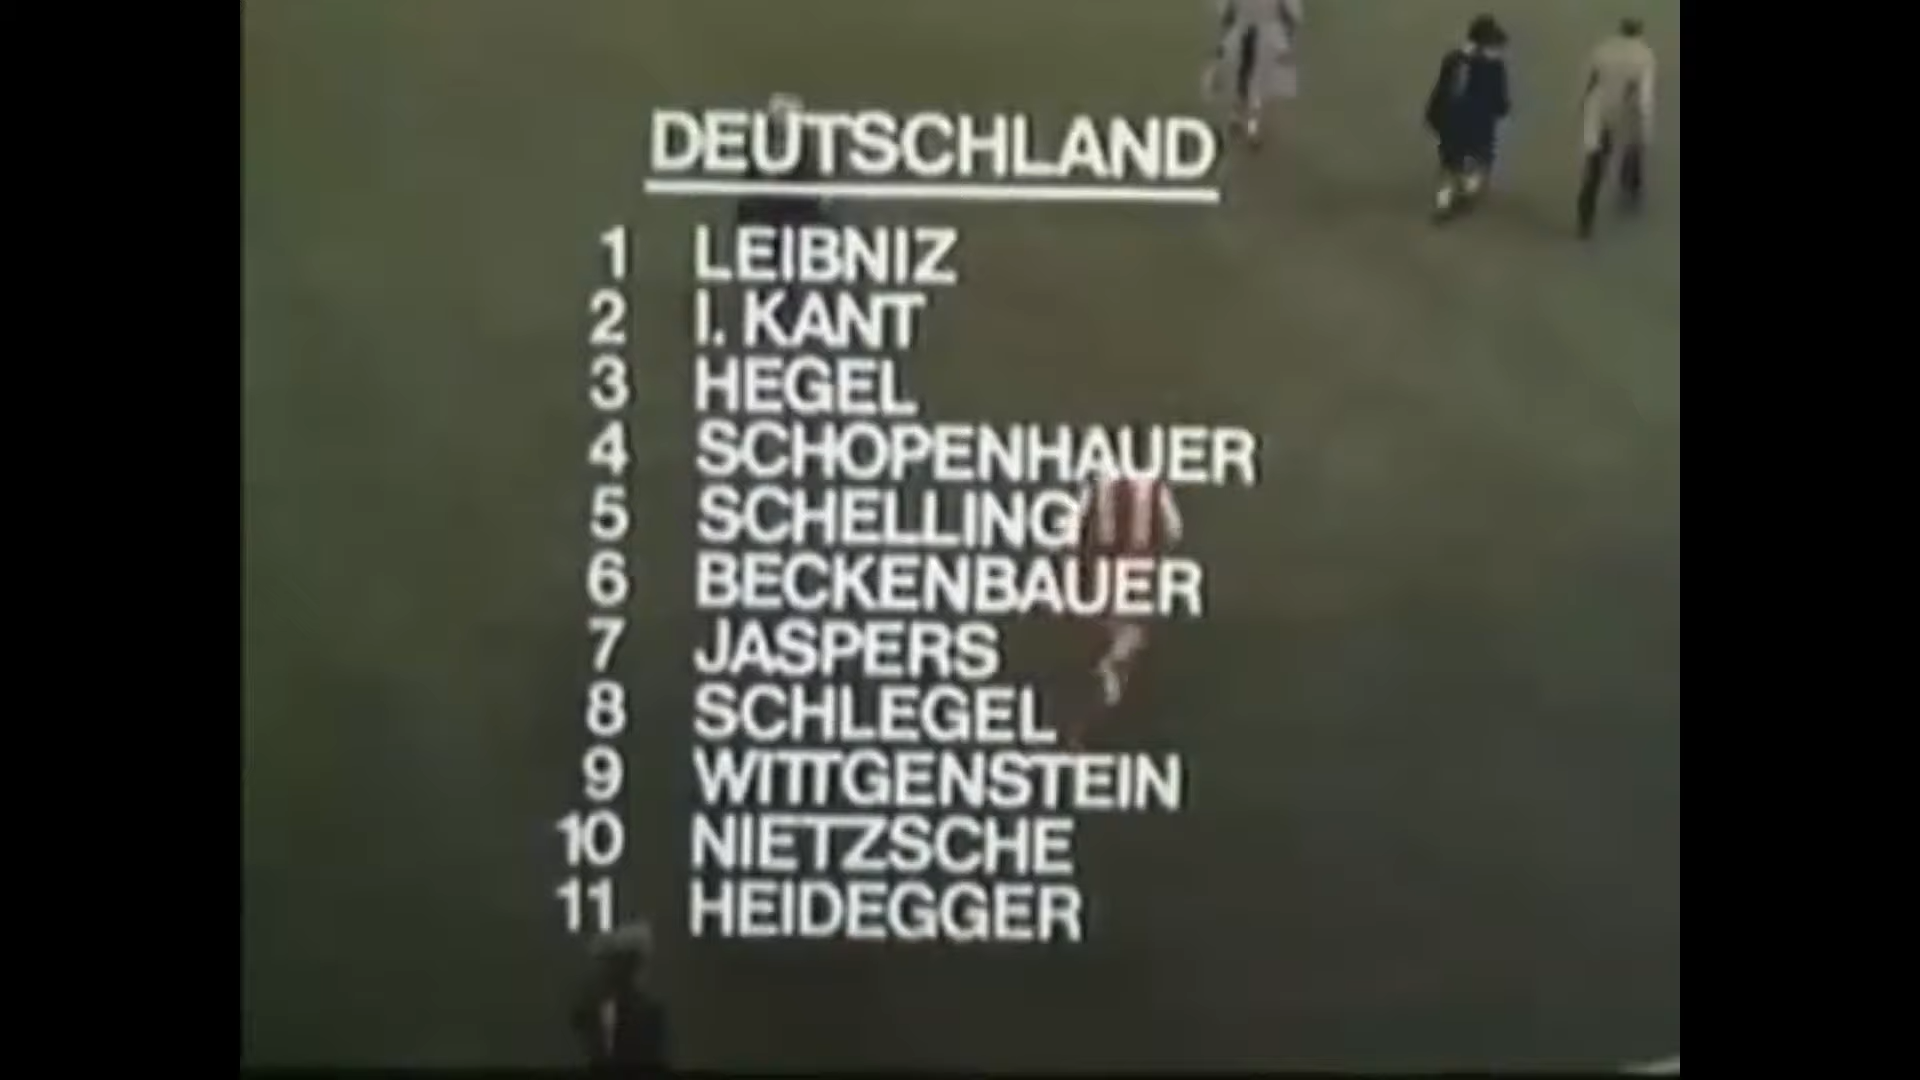 DEÜTSCHLAND
1 LEIBNIZ
2 I. KANT
3 HEGEL
4 SCHOPENHAUER
5 SCHELLING
6 BECKENBAUER
7 JASPERS
8 SCHLEGEL
9 WITTGENSTEIN
10 NIETZSCHE
11 HEIDEGGER